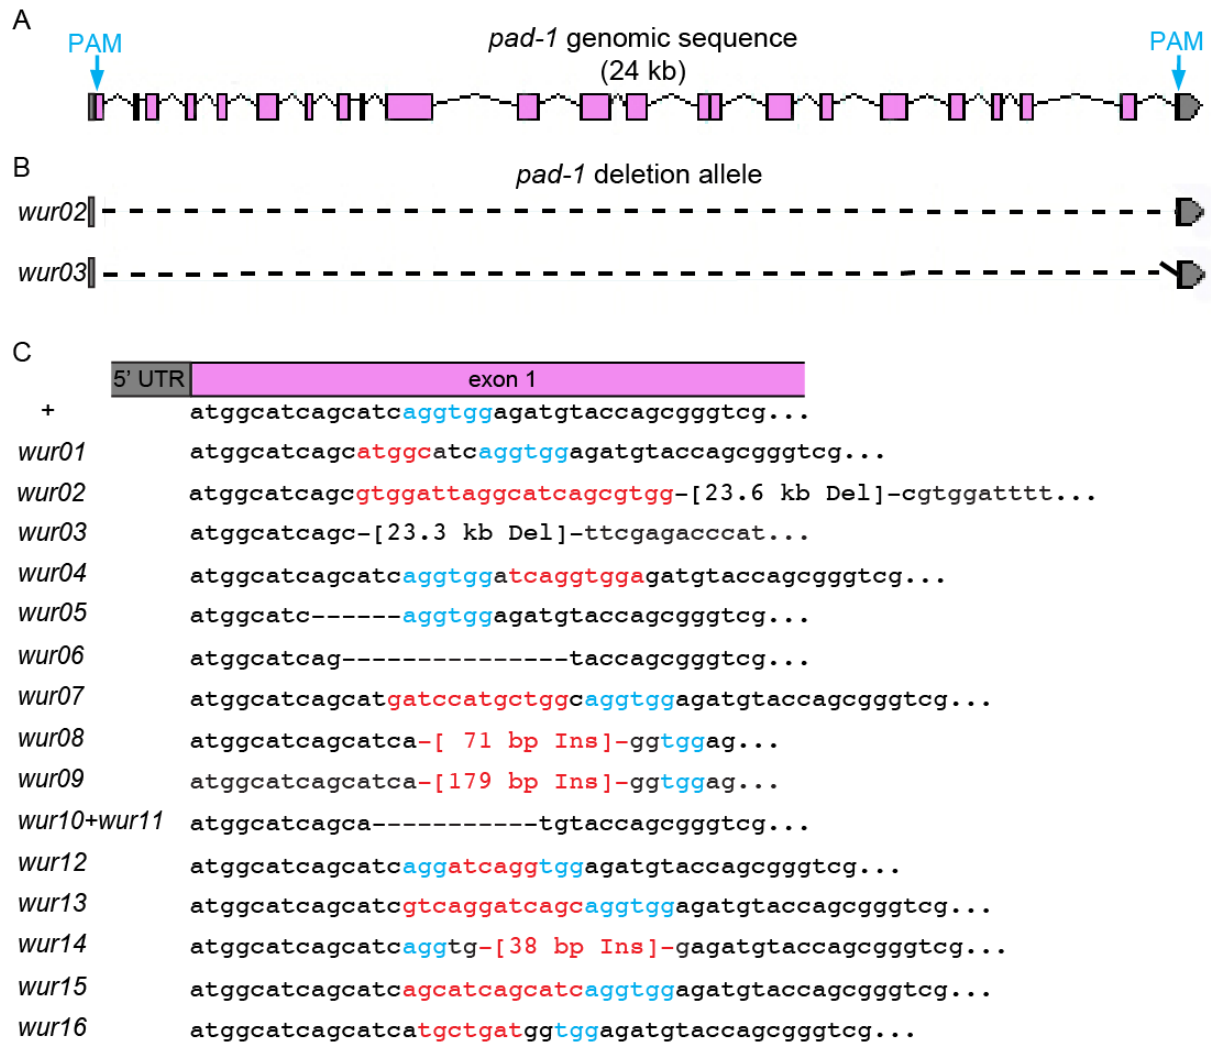 A
PAM
pad-1 genomic sequence
(24 kb)
PAM
B
pad-1 deletion allele
wur02
wur03
C
5' UTR exon 1
+ atggcatcagcatcaggtggagatgtaccagcgggtcg...
wur01 atggcatcagcatggcatcaggtggagatgtaccagcgggtcg...
wur02 atggcatcagcgtggattaggcatcagcgtgg-[23.6 kb Del]-cgtggatttt...
wur03 atggcatcagc-[23.3 kb Del]-ttcgagacccat...
wur04 atggcatcagcatcaggtggatcaggtggagatgtaccagcgggtcg...
wur05 atggcatc------aggtggagatgtaccagcgggtcg...
wur06 atggcatcag---------------taccagcgggtcg...
wur07 atggcatcagcatgatccatgctggcaggtggagatgtaccagcgggtcg...
wur08 atggcatcagcatca-[ 71 bp Ins]-ggtggag...
wur09 atggcatcagcatca-[179 bp Ins]-ggtggag...
wur10+wur11 atggcatcagca-----------tgtaccagcgggtcg...
wur12 atggcatcagcatcaggatcaggtggagatgtaccagcgggtcg...
wur13 atggcatcagcatcgtcaggatcagcaggtggagatgtaccagcgggtcg...
wur14 atggcatcagcatcaggtg-[38 bp Ins]-gagatgtaccagcgggtcg...
wur15 atggcatcagcatcagcatcagcatcaggtggagatgtaccagcgggtcg...
wur16 atggcatcagcatcatgctgatggtggagatgtaccagcgggtcg...